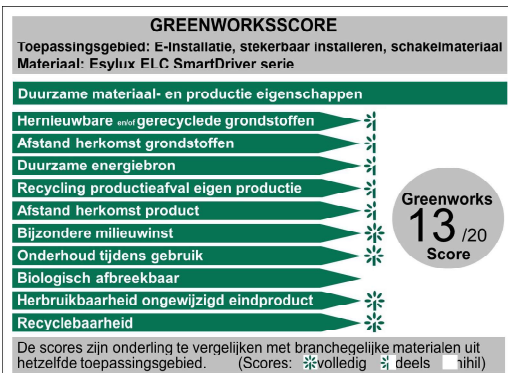 GREENWORKSSCORE
Toepassingsgebied: E-Installatie, stekerbaar installeren, schakelmateriaal
Materiaal: Esylux ELC SmartDriver serie
Duurzame materiaal- en productie eigenschappen
Hernieuwbare en/of gerecyclede grondstoffen
Afstand herkomst grondstoffen
Duurzame energiebron
Recycling productieafval eigen productie
Afstand herkomst product
Bijzondere milieuwinst
Onderhoud tijdens gebruik
Biologisch afbreekbaar
Herbruikbaarheid ongewijzigd eindproduct
Recyclebaarheid
Greenworks
13 /20
Score
De scores zijn onderling te vergelijken met branchegelijke materialen uit
hetzelfde toepassingsgebied. (Scores: volledig deels nihil)